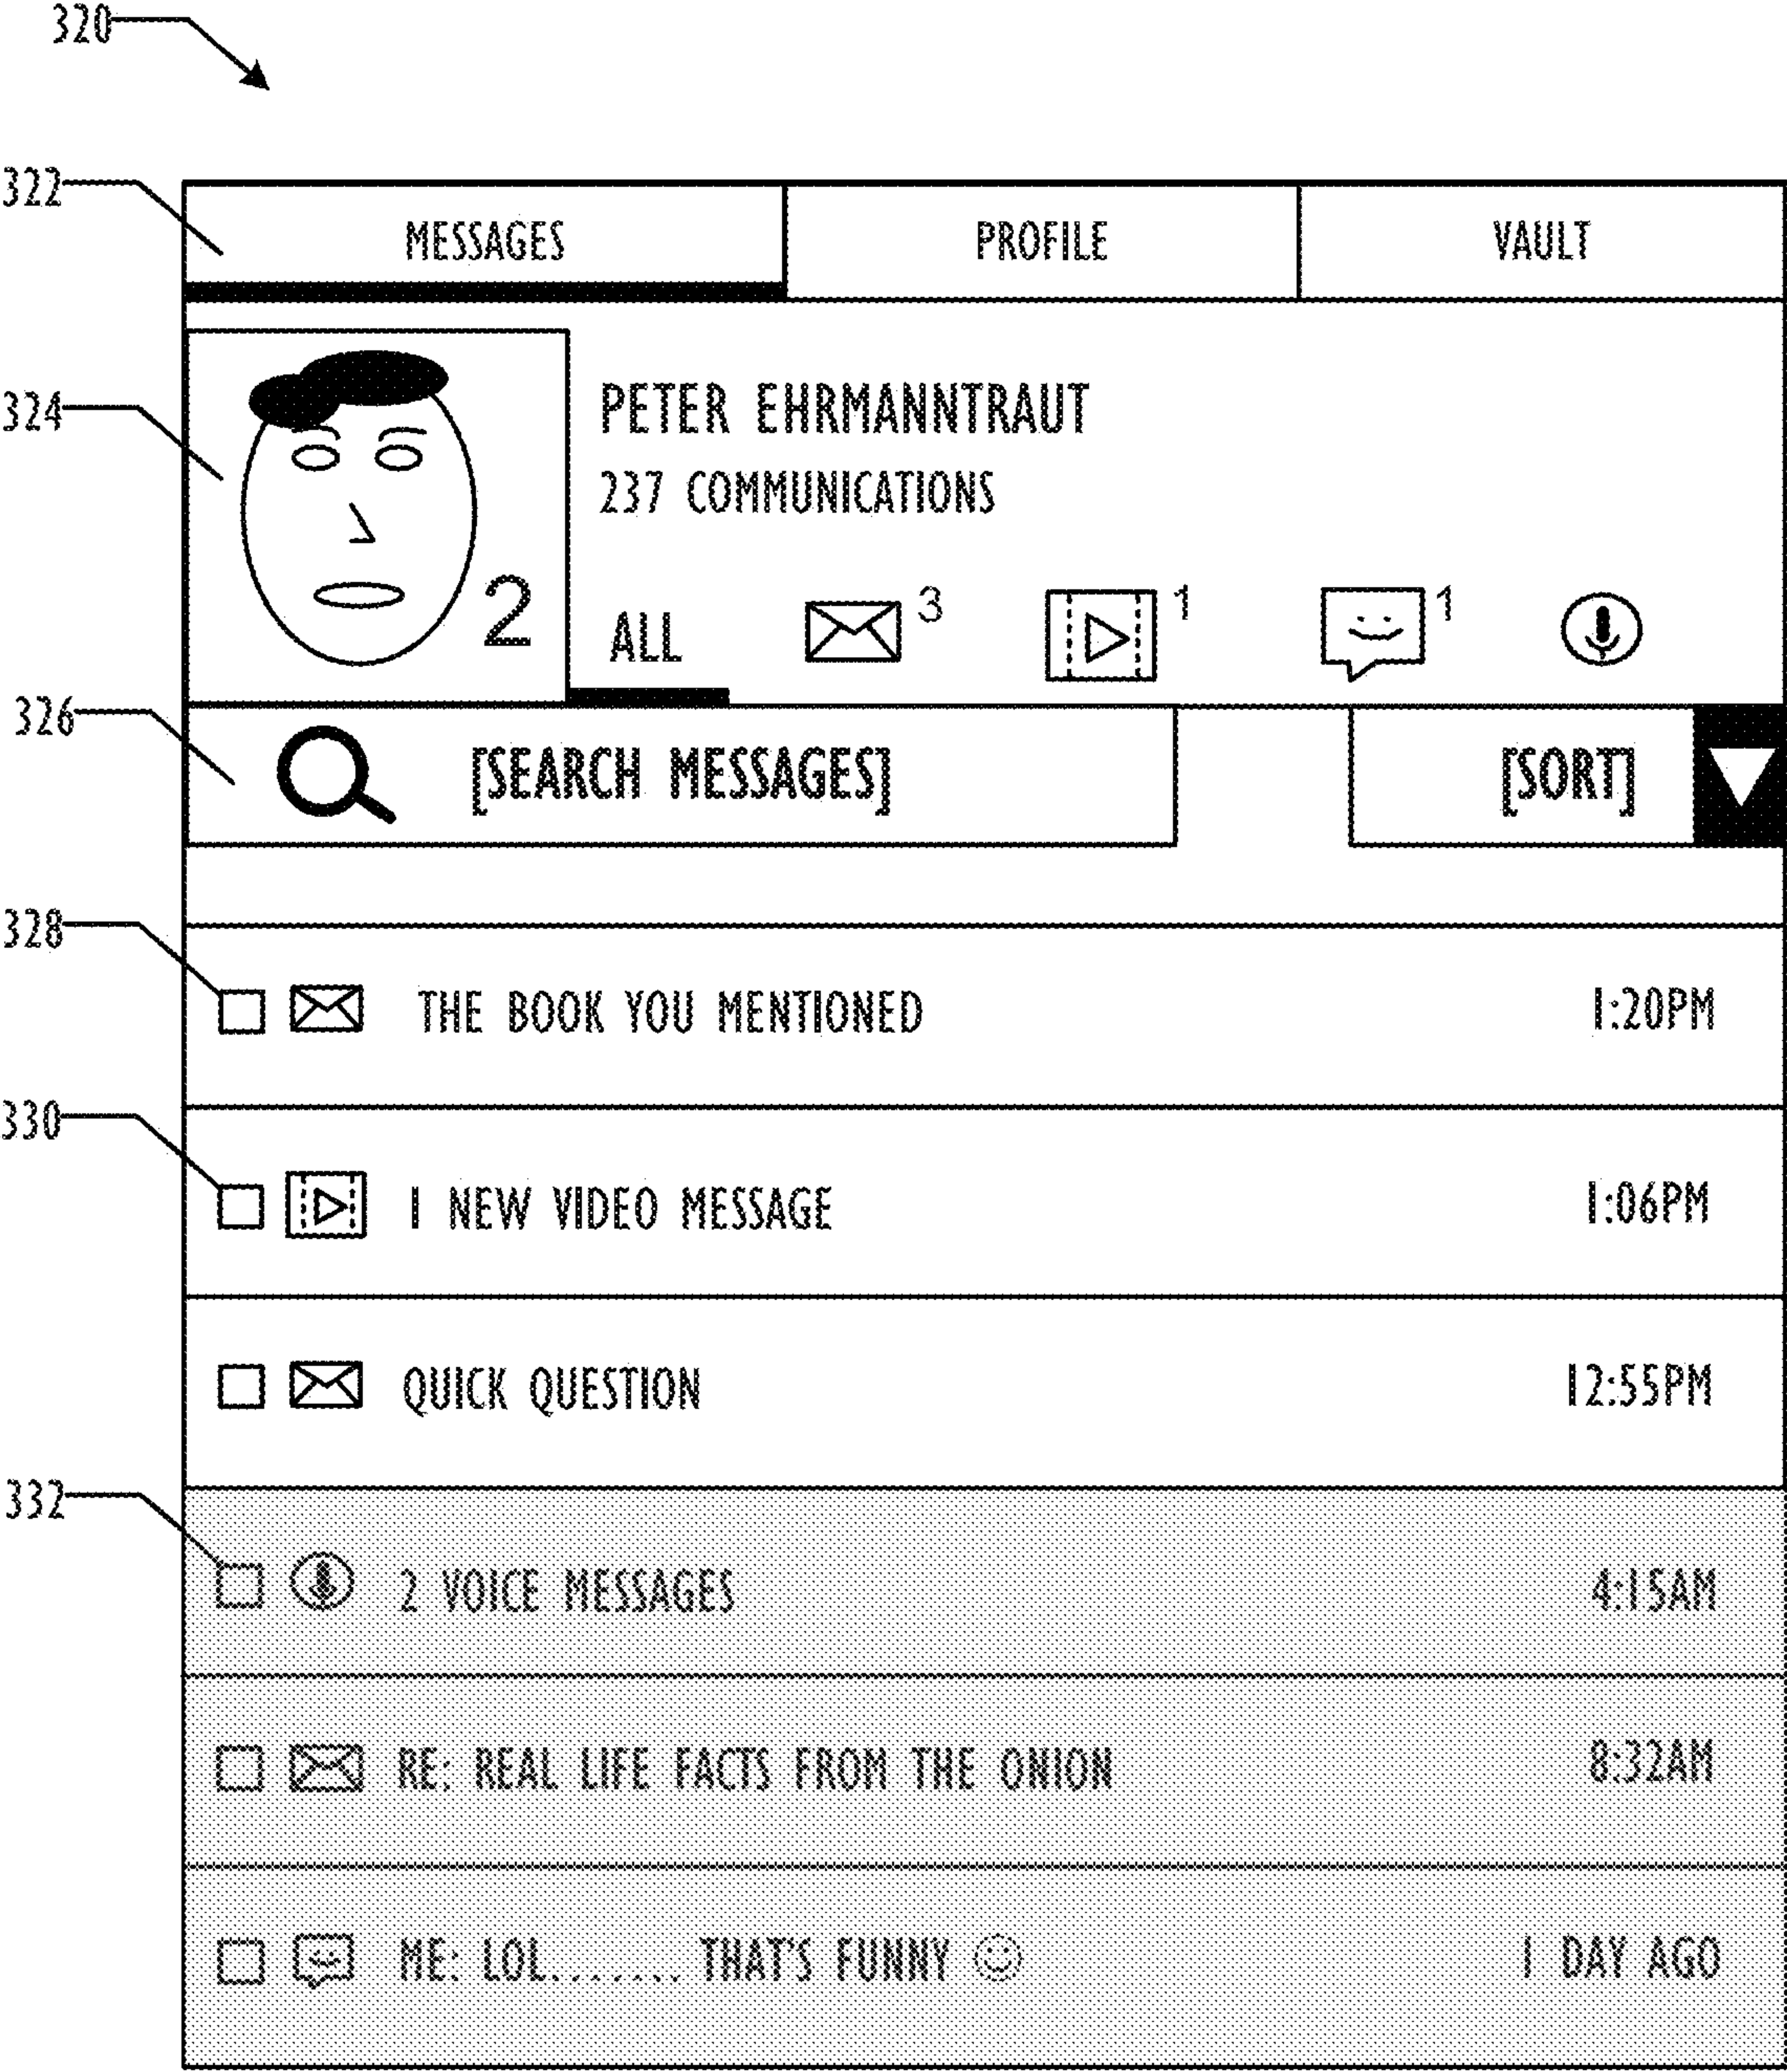 320
322
MESSAGES PROFILE VAULT
324
PETER EHRMANNTRAUT
237 COMMUNICATIONS
2
ALL 3 1 1
326
[SEARCH MESSAGES] [SORT]
328
THE BOOK YOU MENTIONED 1:20PM
330
1 NEW VIDEO MESSAGE 1:06PM
QUICK QUESTION 12:55PM
332
2 VOICE MESSAGES 4:15AM
RE: REAL LIFE FACTS FROM THE ONION 8:32AM
ME: LOL....... THAT'S FUNNY ☺ 1 DAY AGO